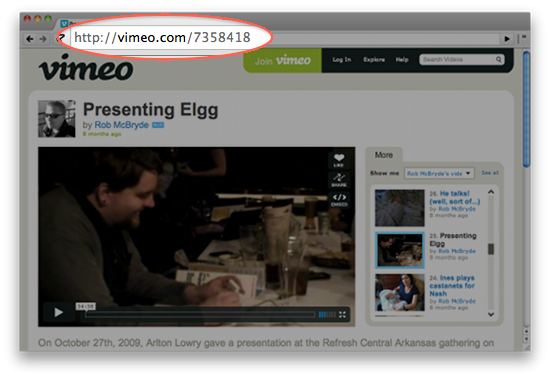 http://vimeo.com/7358418
vimeo
Join vimeo
Log In
Explore
Help
Search Videos
Presenting Elgg
by Rob McBryde
8 months ago
LIKE
SHARE
EMBED
More
Show me
Rob McBryde's vide
See all
26. He talks!
(well, sort of...)
by Rob McBryde
8 months ago
25. Presenting
Elgg
by Rob McBryde
8 months ago
24. Ines plays
castanets for
Nash
by Rob McBryde
8 months ago
On October 27th, 2009, Arlton Lowry gave a presentation at the Refresh Central Arkansas gathering on